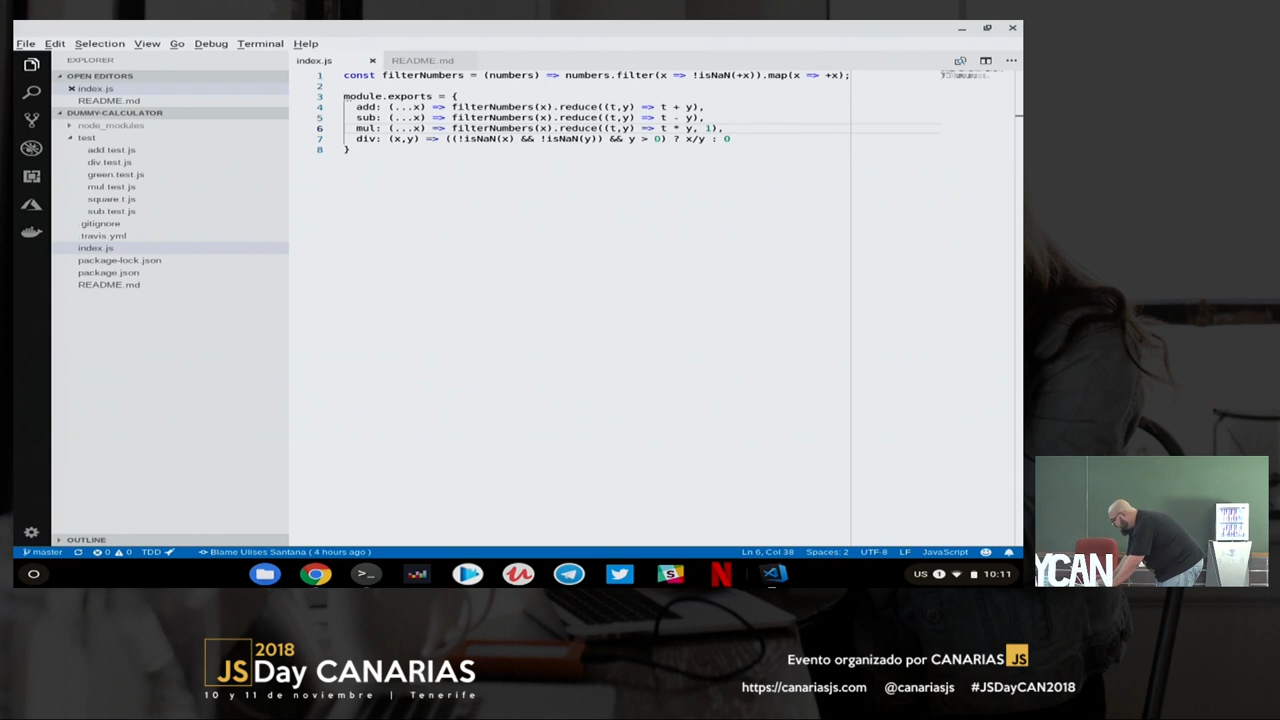 File Edit Selection View Go Debug Terminal Help
EXPLORER
index.js
README.md
OPEN EDITORS
index.js
README.md
DUMMY-CALCULATOR
node_modules
test
add.test.js
div.test.js
green.test.js
mul.test.js
square.t.js
sub.test.js
.gitignore
.travis.yml
index.js
package-lock.json
package.json
README.md
OUTLINE
1 const filterNumbers = (numbers) => numbers.filter(x => !isNaN(+x)).map(x => +x);
2
3 module.exports = {
4 add: (...x) => filterNumbers(x).reduce((t,y) => t + y),
5 sub: (...x) => filterNumbers(x).reduce((t,y) => t - y),
6 mul: (...x) => filterNumbers(x).reduce((t,y) => t * y, 1),
7 div: (x,y) => ((!isNaN(x) && !isNaN(y)) && y > 0) ? x/y : 0
8 }
master 0 0 TDD Blame Ulises Santana ( 4 hours ago ) Ln 6, Col 38 Spaces: 2 UTF-8 LF JavaScript
US 10:11
YCAN
2018
JSDay CANARIAS
10 y 11 de noviembre | Tenerife
Evento organizado por CANARIAS JS
https://canariasjs.com @canariasjs #JSDayCAN2018